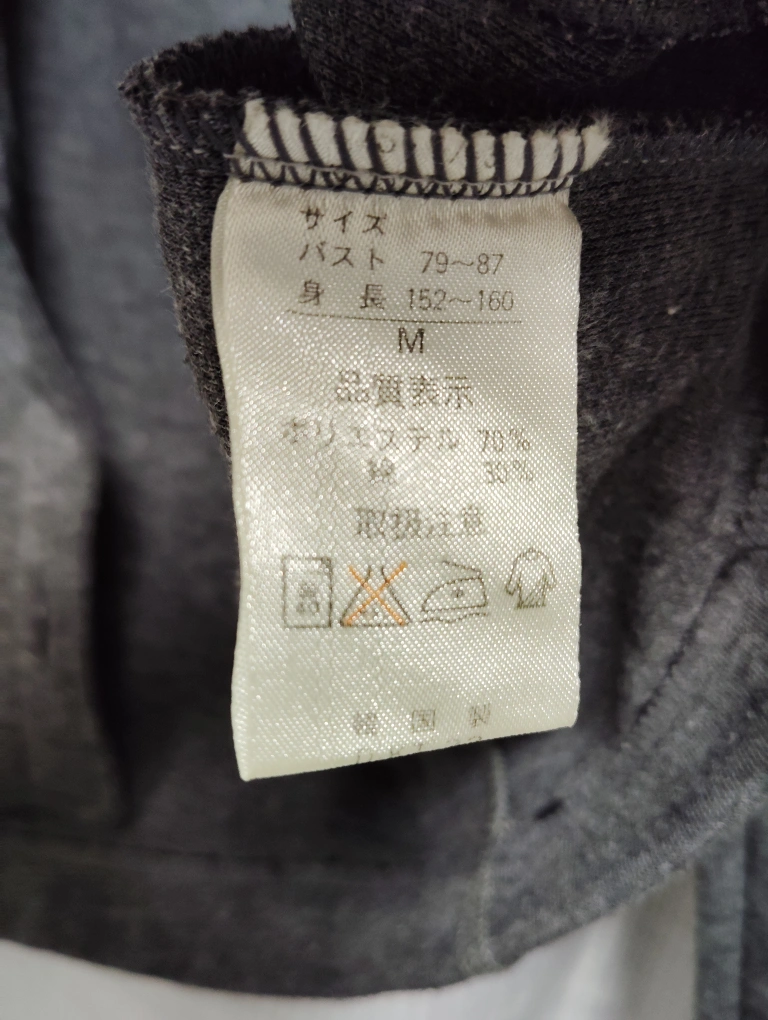 サイズ
バスト 79～87
身 長 152～160
M
品質表示
ポリエステル 70%
綿 30%
取扱注意
40
韓 国 製